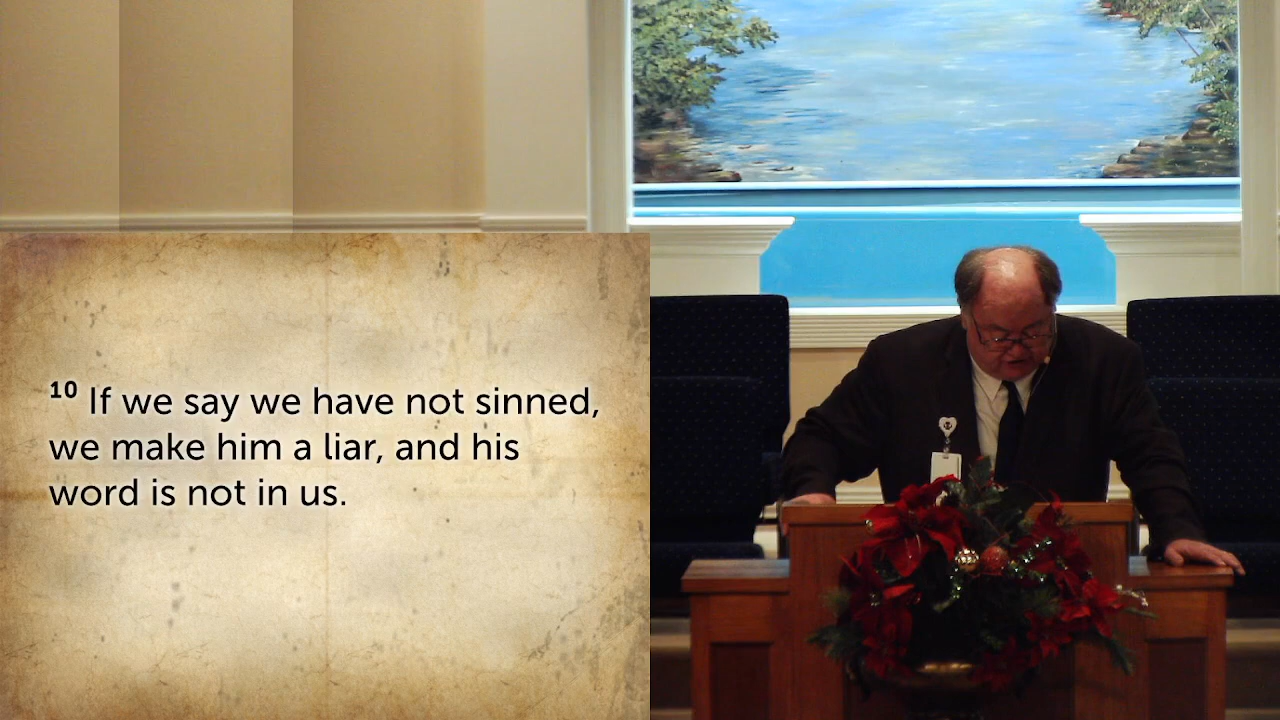 10 If we say we have not sinned,
we make him a liar, and his
word is not in us.